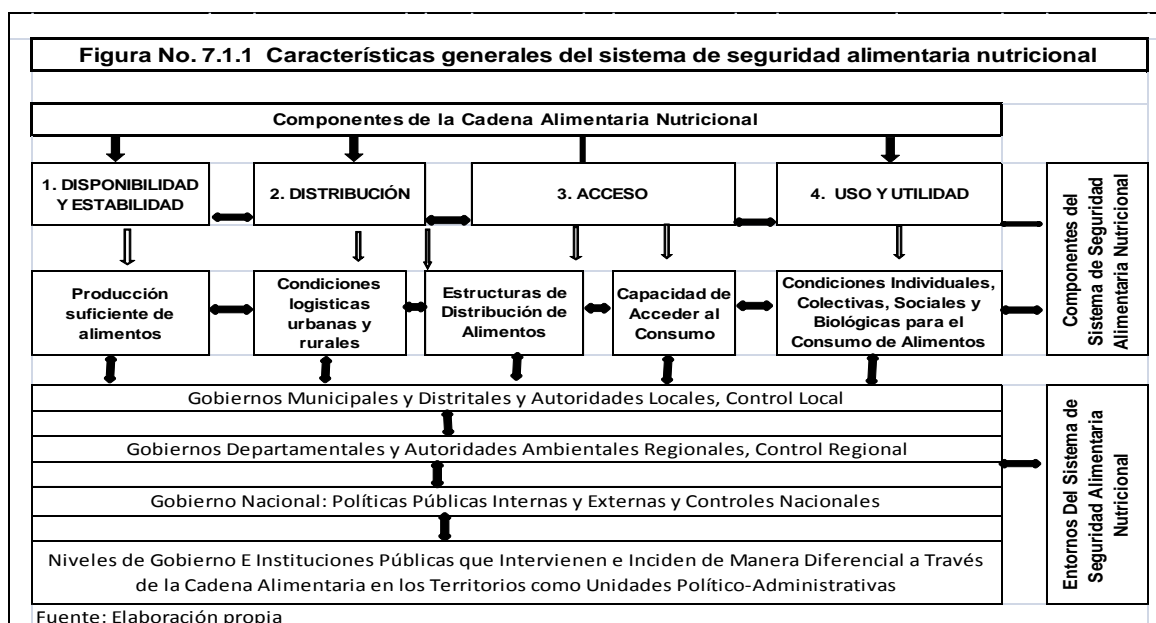 Figura No. 7.1.1 Características generales del sistema de seguridad alimentaria nutricional
Componentes de la Cadena Alimentaria Nutricional
1. DISPONIBILIDAD
Y ESTABILIDAD
2. DISTRIBUCIÓN
3. ACCESO
4. USO Y UTILIDAD
Componentes del
Sistema de Seguridad
Alimentaría Nutricional
Producción
suficiente de
alimentos
Condiciones
logisticas
urbanas y
rurales
Estructuras de
Distribución de
Alimentos
Capacidad de
Acceder al
Consumo
Condiciones Individuales,
Colectivas, Sociales y
Biológicas para el
Consumo de Alimentos
Gobiernos Municipales y Distritales y Autoridades Locales, Control Local
Gobiernos Departamentales y Autoridades Ambientales Regionales, Control Regional
Gobierno Nacional: Políticas Públicas Internas y Externas y Controles Nacionales
Niveles de Gobierno E Instituciones Públicas que Intervienen e Inciden de Manera Diferencial a Través
de la Cadena Alimentaria en los Territorios como Unidades Político-Administrativas
Entornos Del Sistema de
Seguridad Alimentaria
Nutricional
Fuente: Elaboración propia